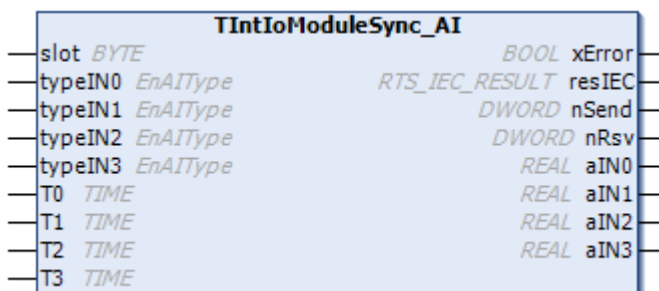 TIntIoModuleSync_AI
slot BYTE BOOL xError
typeIN0 EnAIType RTS_IEC_RESULT resIEC
typeIN1 EnAIType DWORD nSend
typeIN2 EnAIType DWORD nRsv
typeIN3 EnAIType REAL aIN0
T0 TIME REAL aIN1
T1 TIME REAL aIN2
T2 TIME REAL aIN3
T3 TIME